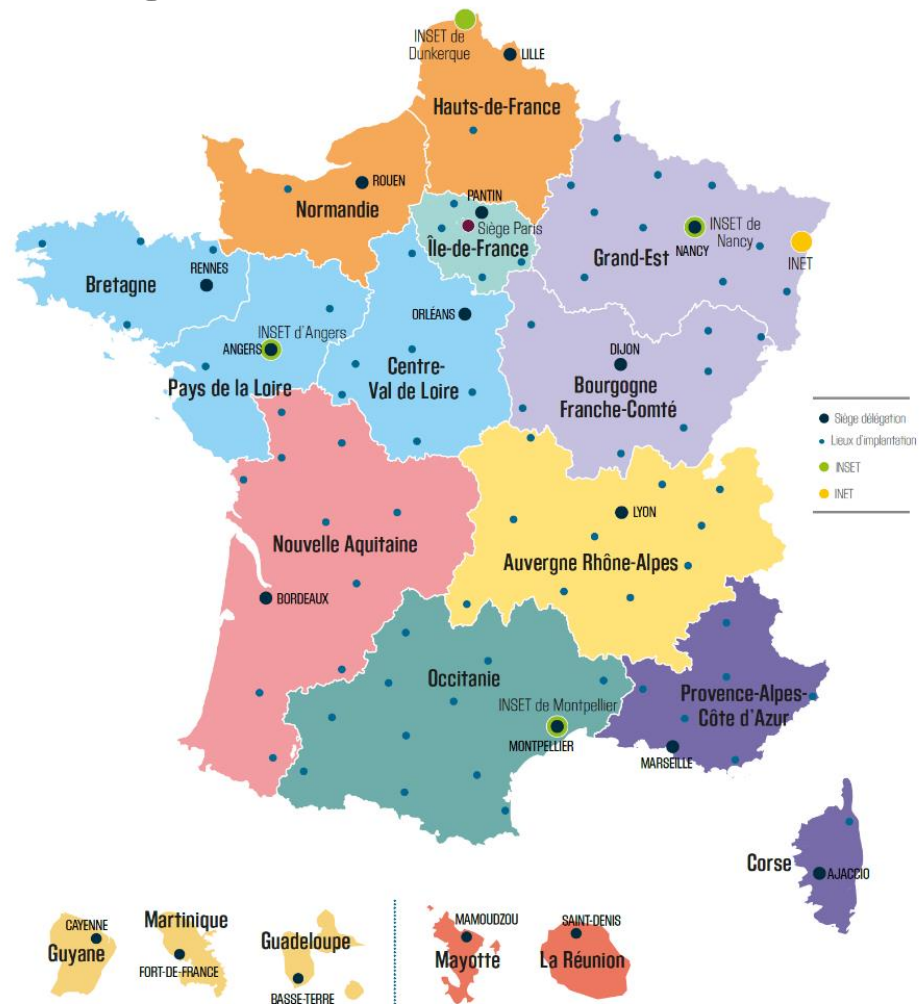 INSET de
Dunkerque
LILLE
Hauts-de-France
ROUEN
Normandie
PANTIN
Siège Paris
Île-de-France
INSET de
Nancy
NANCY
Grand-Est
INET
RENNES
Bretagne
ORLÉANS
INSET d'Angers
ANGERS
Pays de la Loire
Centre-
Val de Loire
DIJON
Bourgogne
Franche-Comté
Siège délégation
Lieux d'implantation
INSET
INET
LYON
Nouvelle Aquitaine
Auvergne Rhône-Alpes
BORDEAUX
Occitanie
INSET de Montpellier
MONTPELLIER
Provence-Alpes-
Côte d'Azur
MARSEILLE
Corse
AJACCIO
CAYENNE
Guyane
Martinique
FORT-DE-FRANCE
Guadeloupe
BASSE-TERRE
MAMOUDZOU
Mayotte
SAINT-DENIS
La Réunion